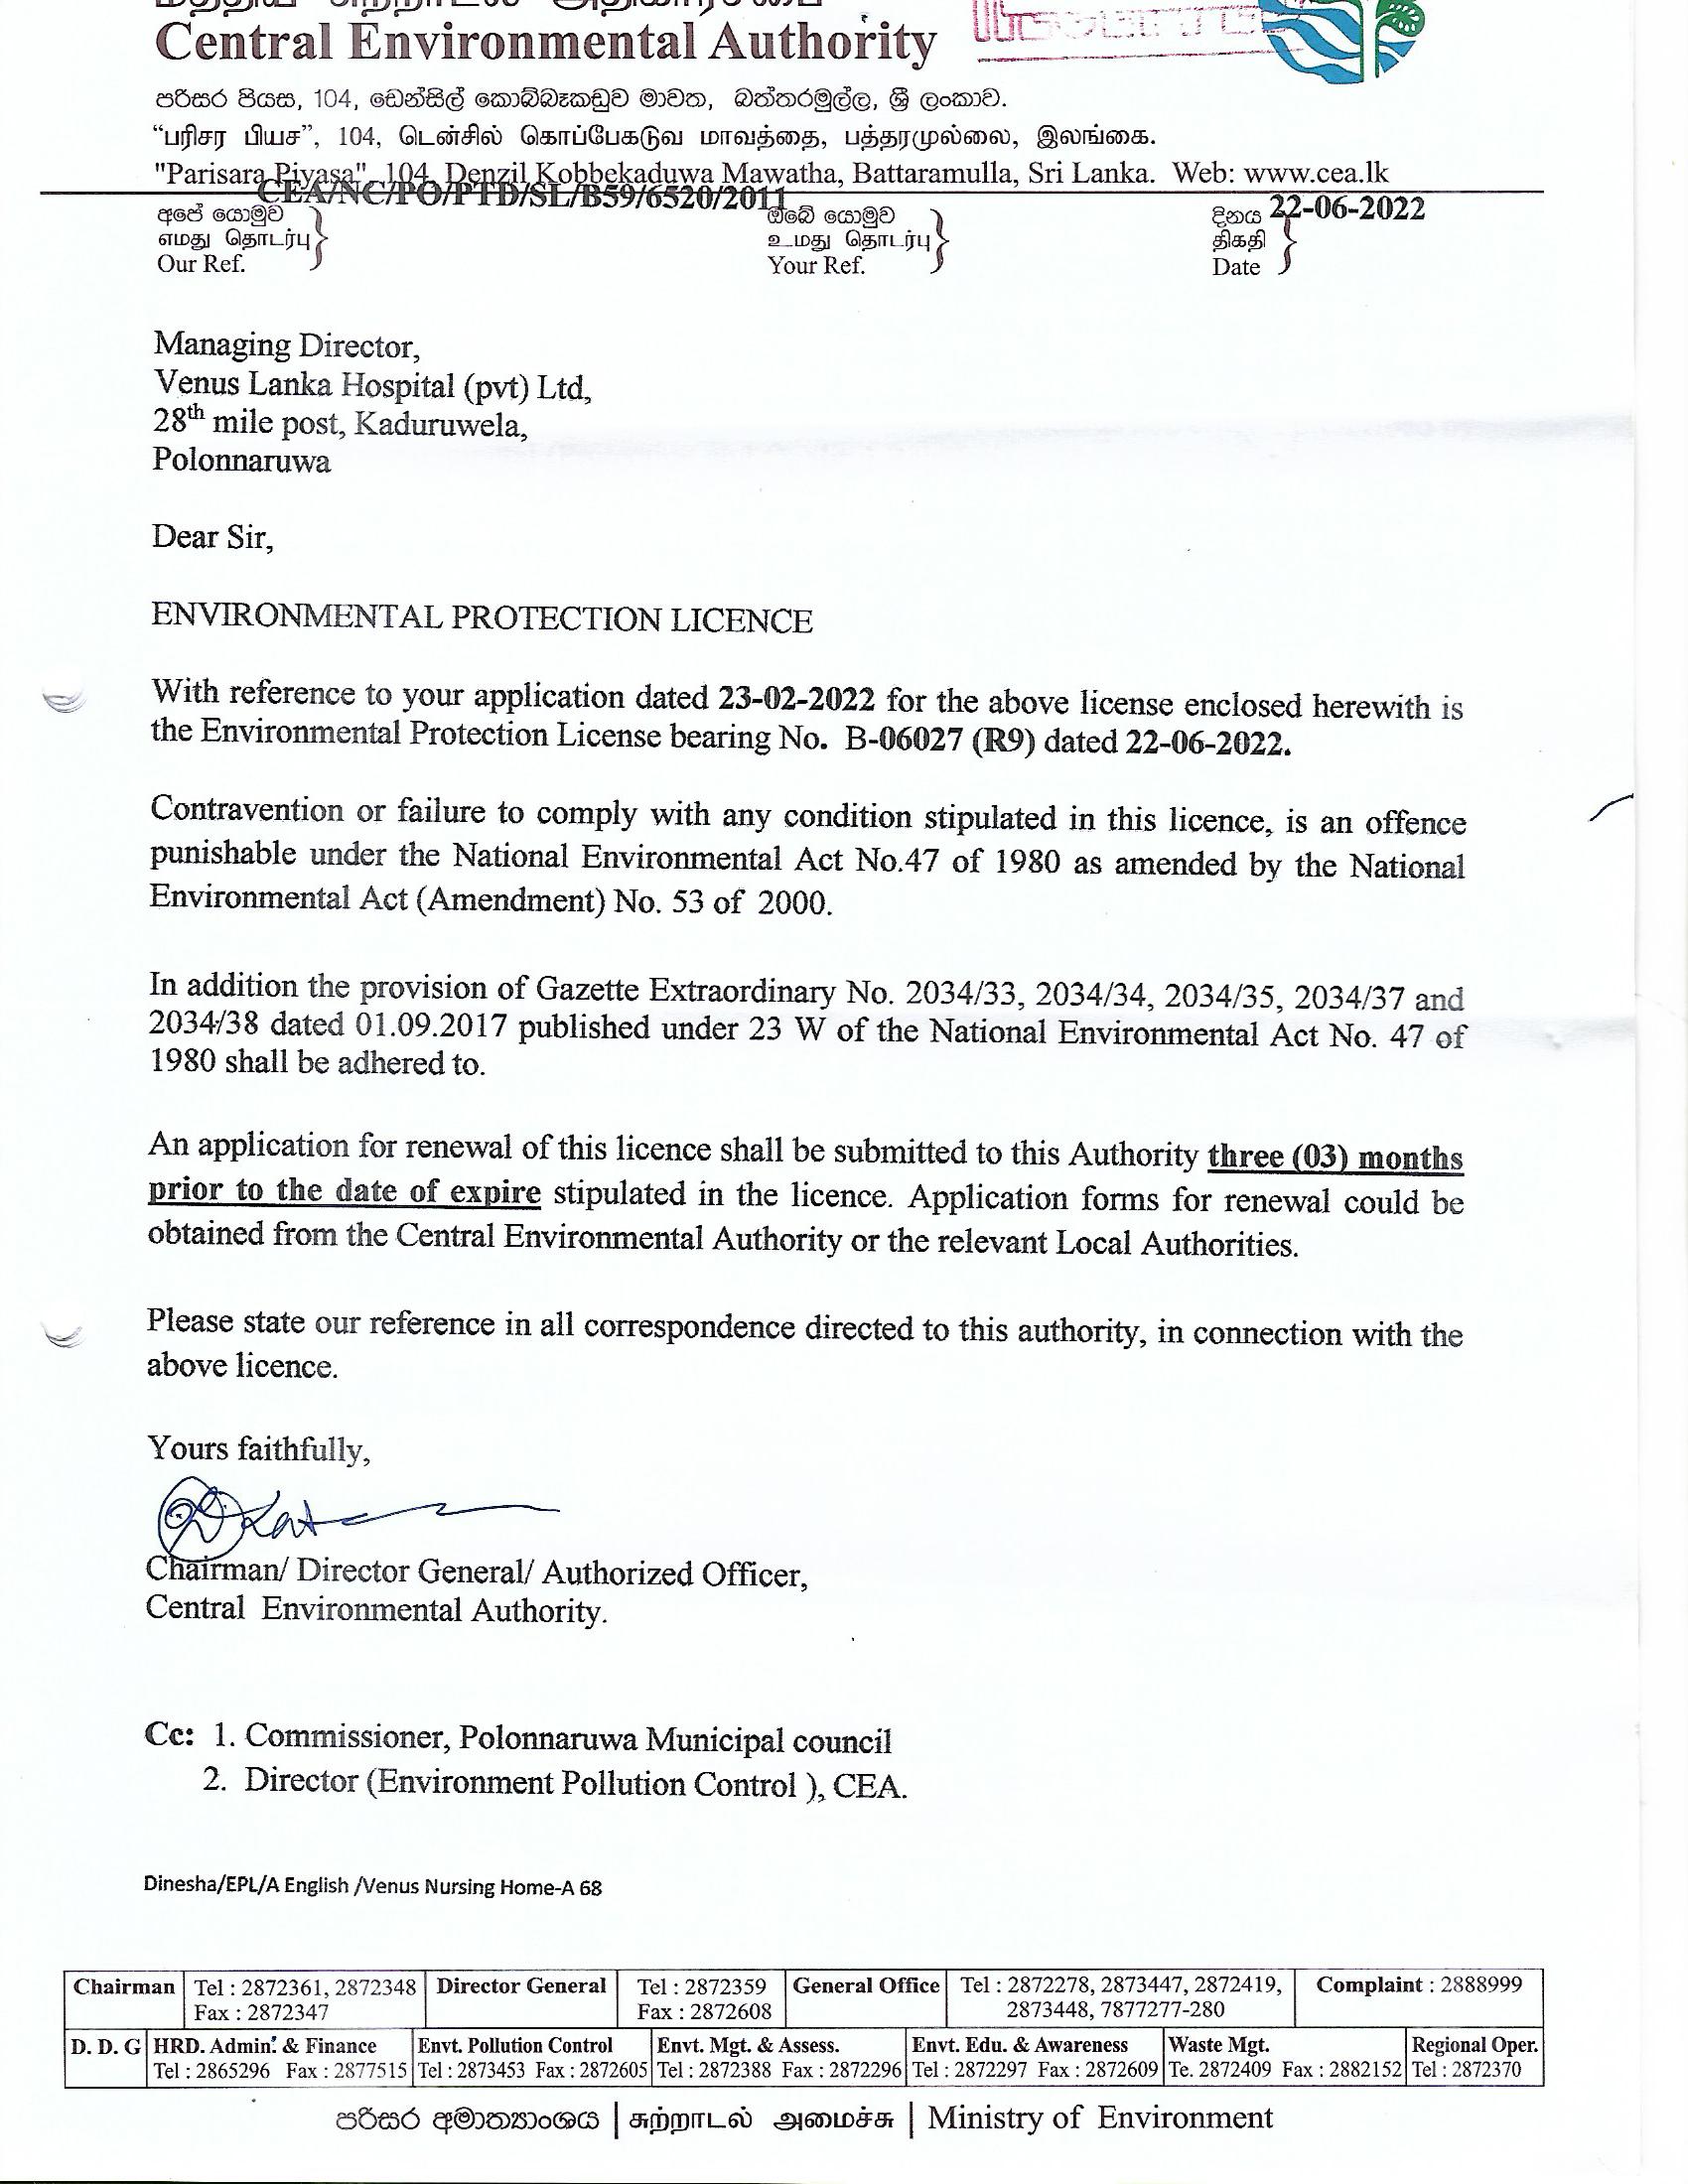 மத்திய சுற்றாடல் அதிகாரசபை
Central Environmental Authority
පරිසර පියස, 104, ඩෙන්සිල් කොබ්බෑකඩුව මාවත, බත්තරමුල්ල, ශ්‍රී ලංකාව.
“பரிசர பியச”, 104, டென்சில் கொப்பேகடுவ மாவத்தை, பத்தரமுல்லை, இலங்கை.
"Parisara Piyasa", 104, Denzil Kobbekaduwa Mawatha, Battaramulla, Sri Lanka. Web: www.cea.lk
CEA/NC/PO/PTD/SL/B59/6520/2011
අපේ යොමුව ඔබේ යොමුව දිනය 22-06-2022
எமது தொடர்பு உமது தொடர்பு திகதி
Our Ref. Your Ref. Date
Managing Director,
Venus Lanka Hospital (pvt) Ltd,
28th mile post, Kaduruwela,
Polonnaruwa
Dear Sir,
ENVIRONMENTAL PROTECTION LICENCE
With reference to your application dated 23-02-2022 for the above license enclosed herewith is
the Environmental Protection License bearing No. B-06027 (R9) dated 22-06-2022.
Contravention or failure to comply with any condition stipulated in this licence, is an offence
punishable under the National Environmental Act No.47 of 1980 as amended by the National
Environmental Act (Amendment) No. 53 of 2000.
In addition the provision of Gazette Extraordinary No. 2034/33, 2034/34, 2034/35, 2034/37 and
2034/38 dated 01.09.2017 published under 23 W of the National Environmental Act No. 47 of
1980 shall be adhered to.
An application for renewal of this licence shall be submitted to this Authority three (03) months
prior to the date of expire stipulated in the licence. Application forms for renewal could be
obtained from the Central Environmental Authority or the relevant Local Authorities.
Please state our reference in all correspondence directed to this authority, in connection with the
above licence.
Yours faithfully,
Chairman/ Director General/ Authorized Officer,
Central Environmental Authority.
Cc: 1. Commissioner, Polonnaruwa Municipal council
2. Director (Environment Pollution Control ), CEA.
Dinesha/EPL/A English /Venus Nursing Home-A 68
Chairman Tel : 2872361, 2872348 Director General Tel : 2872359 General Office Tel : 2872278, 2873447, 2872419, Complaint : 2888999
Fax : 2872347 Fax : 2872608 2873448, 7877277-280
D. D. G HRD. Admin. & Finance Envt. Pollution Control Envt. Mgt. & Assess. Envt. Edu. & Awareness Waste Mgt. Regional Oper.
Tel : 2865296 Fax : 2877515 Tel : 2873453 Fax : 2872605 Tel : 2872388 Fax : 2872296 Tel : 2872297 Fax : 2872609 Te. 2872409 Fax : 2882152 Tel : 2872370
පරිසර අමාත්‍යාංශය | சுற்றாடல் அமைச்சு | Ministry of Environment